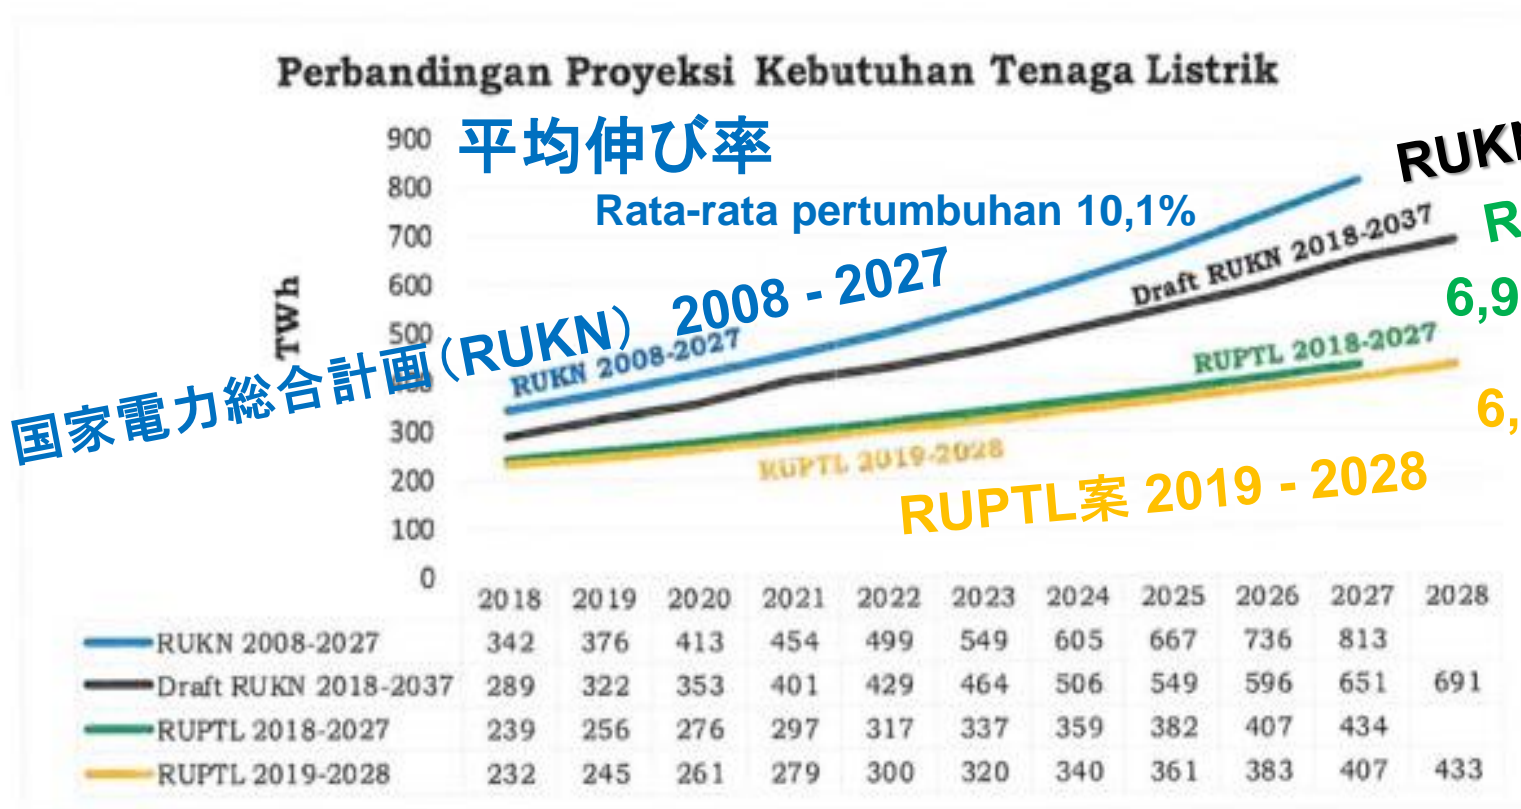 Perbandingan Proyeksi Kebutuhan Tenaga Listrik
平均伸び率
Rata-rata pertumbuhan 10,1%
国家電力総合計画（RUKN） 2008 - 2027
RUKN 2008-2027
Draft RUKN 2018-2037
RUPTL 2018-2027
RUPTL 2019-2028
RUPTL案 2019 - 2028
RUKN
R
6,9
6,
TWh
900
800
700
600
500
300
200
100
0
2018 2019 2020 2021 2022 2023 2024 2025 2026 2027 2028
RUKN 2008-2027 342 376 413 454 499 549 605 667 736 813
Draft RUKN 2018-2037 289 322 353 401 429 464 506 549 596 651 691
RUPTL 2018-2027 239 256 276 297 317 337 359 382 407 434
RUPTL 2019-2028 232 245 261 279 300 320 340 361 383 407 433